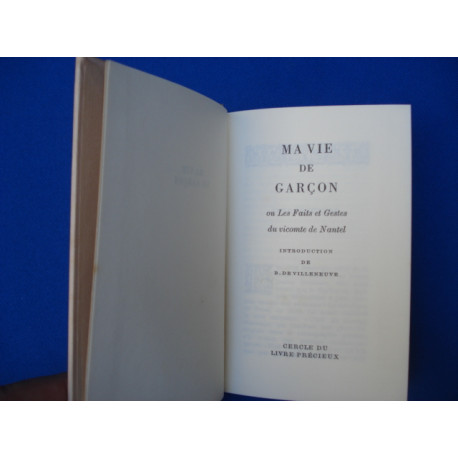 MA VIE
DE
GARÇON
ou Les Faits et Gestes
du vicomte de Nantel
INTRODUCTION
DE
R. DE VILLENEUVE
CERCLE DU
LIVRE PRÉCIEUX